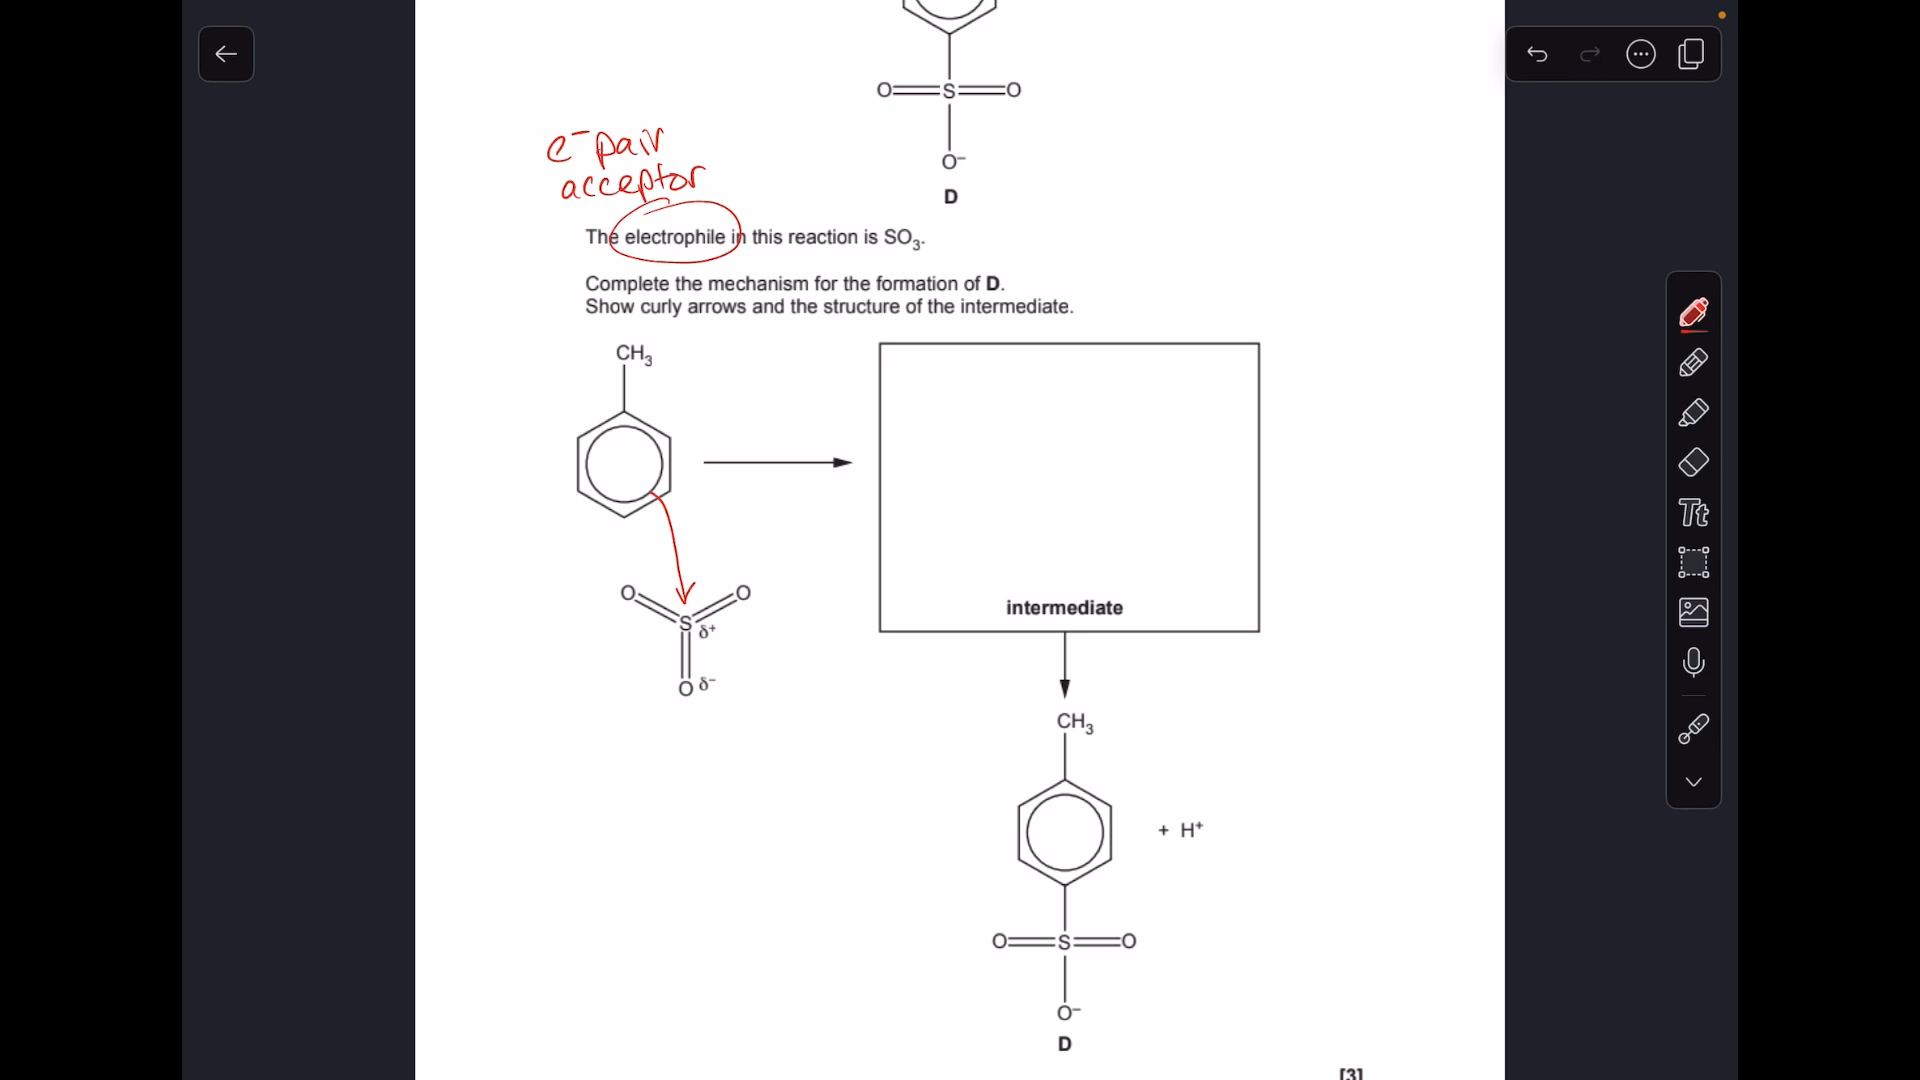 O=S=O
O⁻
D
e⁻ pair
acceptor
The electrophile in this reaction is SO₃.
Complete the mechanism for the formation of D.
Show curly arrows and the structure of the intermediate.
CH₃
O O
S δ+
O δ−
intermediate
CH₃
+ H⁺
O=S=O
O⁻
D
[3]
Tt